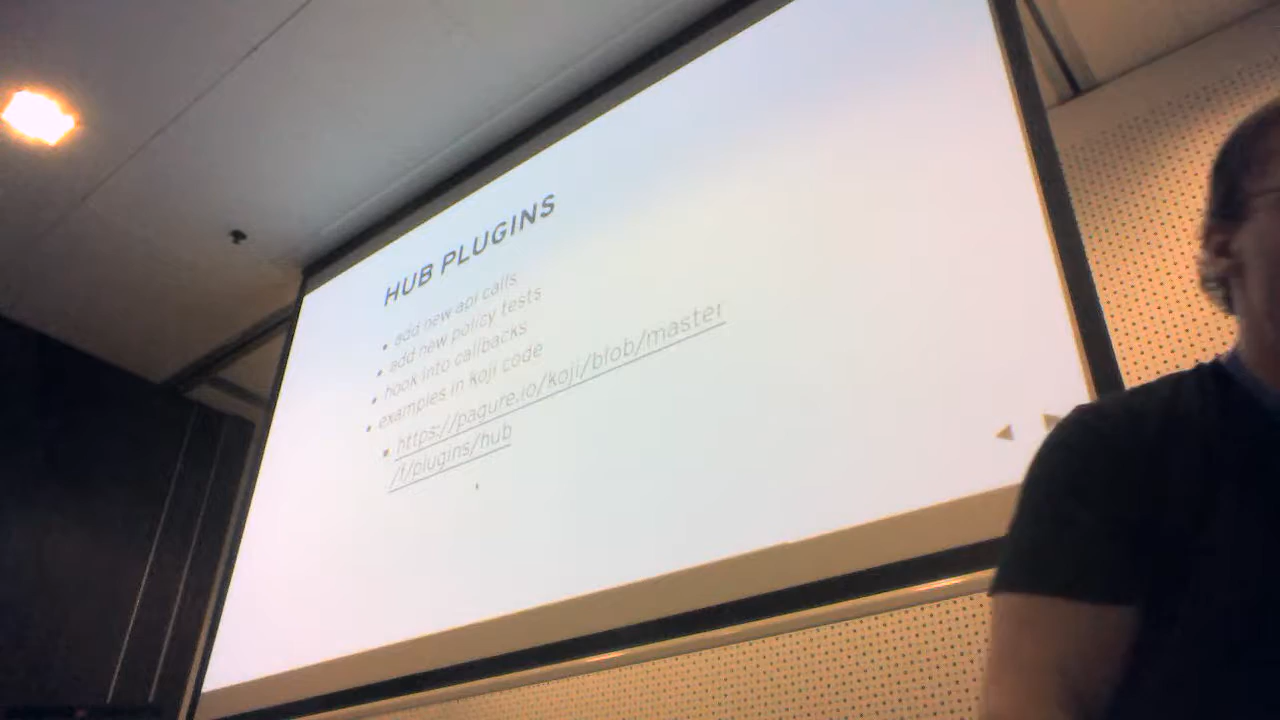 HUB PLUGINS
• add new api calls
• add new policy tests
• hook into callbacks
• examples in koji code
• https://pagure.io/koji/blob/master
/f/plugins/hub